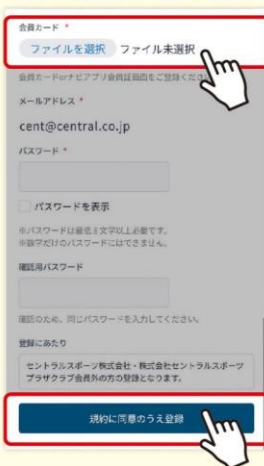 会員カード *
ファイルを選択 ファイル未選択
会員カードorナビアプリ会員証画面をご登録ください
メールアドレス *
cent@central.co.jp
パスワード *
パスワードを表示
※パスワードは最低8文字以上必要です。
※数字だけのパスワードにはできません。
確認用パスワード
確認のため、同じパスワードを入力してください。
登録にあたり
セントラルスポーツ株式会社・株式会社セントラルスポーツ
プラザクラブ会員外の方の登録となります。
規約に同意のうえ登録